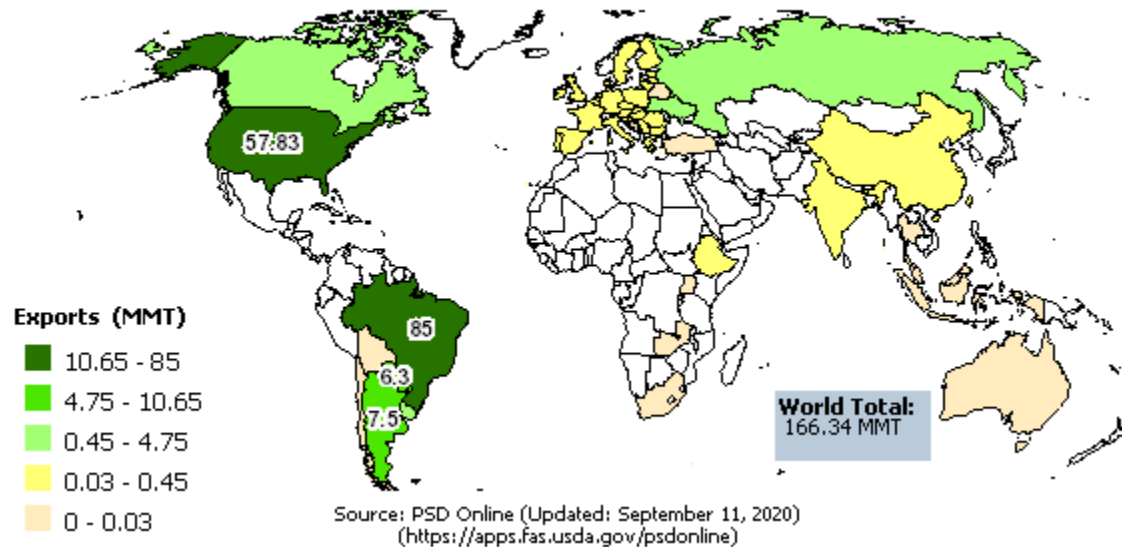 57.83
85
6.3
7.5
Exports (MMT)
10.65 - 85
4.75 - 10.65
0.45 - 4.75
0.03 - 0.45
0 - 0.03
World Total:
166.34 MMT
Source: PSD Online (Updated: September 11, 2020)
(https://apps.fas.usda.gov/psdonline)